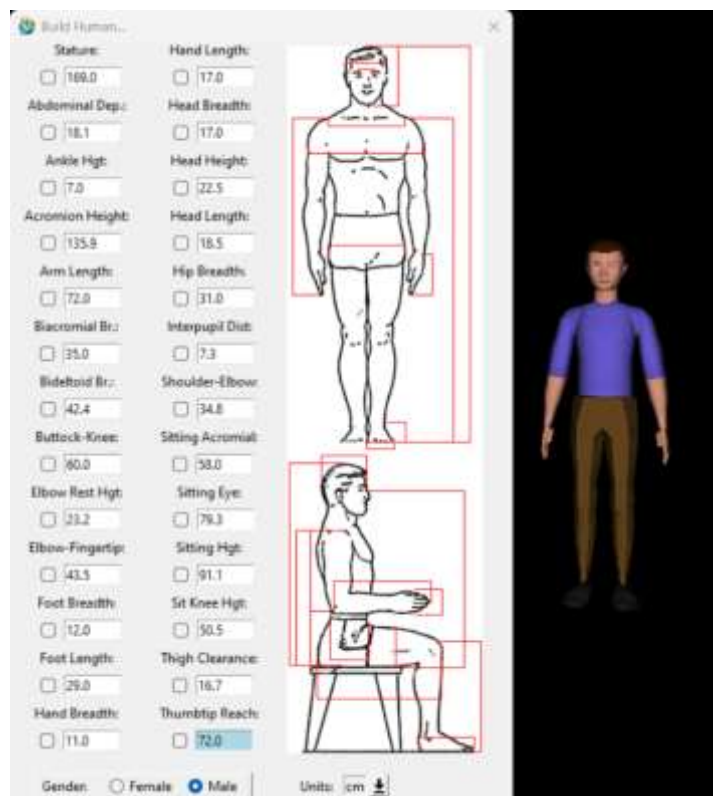 Build Human...
Stature: Hand Length:
169.0 17.0
Abdominal Dep.: Head Breadth:
18.1 17.0
Ankle Hgt: Head Height:
7.0 22.5
Acromion Height: Head Length:
135.9 18.5
Arm Length: Hip Breadth:
72.0 31.0
Biacromial Br.: Interpupil Dist:
35.0 7.3
Bideltoid Br.: Shoulder-Elbow:
42.4 34.8
Buttock-Knee: Sitting Acromial:
60.0 58.0
Elbow Rest Hgt: Sitting Eye:
23.2 79.3
Elbow-Fingertip: Sitting Hgt:
43.5 91.1
Foot Breadth: Sit Knee Hgt:
12.0 50.5
Foot Length: Thigh Clearance:
29.0 16.7
Hand Breadth: Thumbtip Reach:
11.0 72.0
Gender: Female Male Units: cm